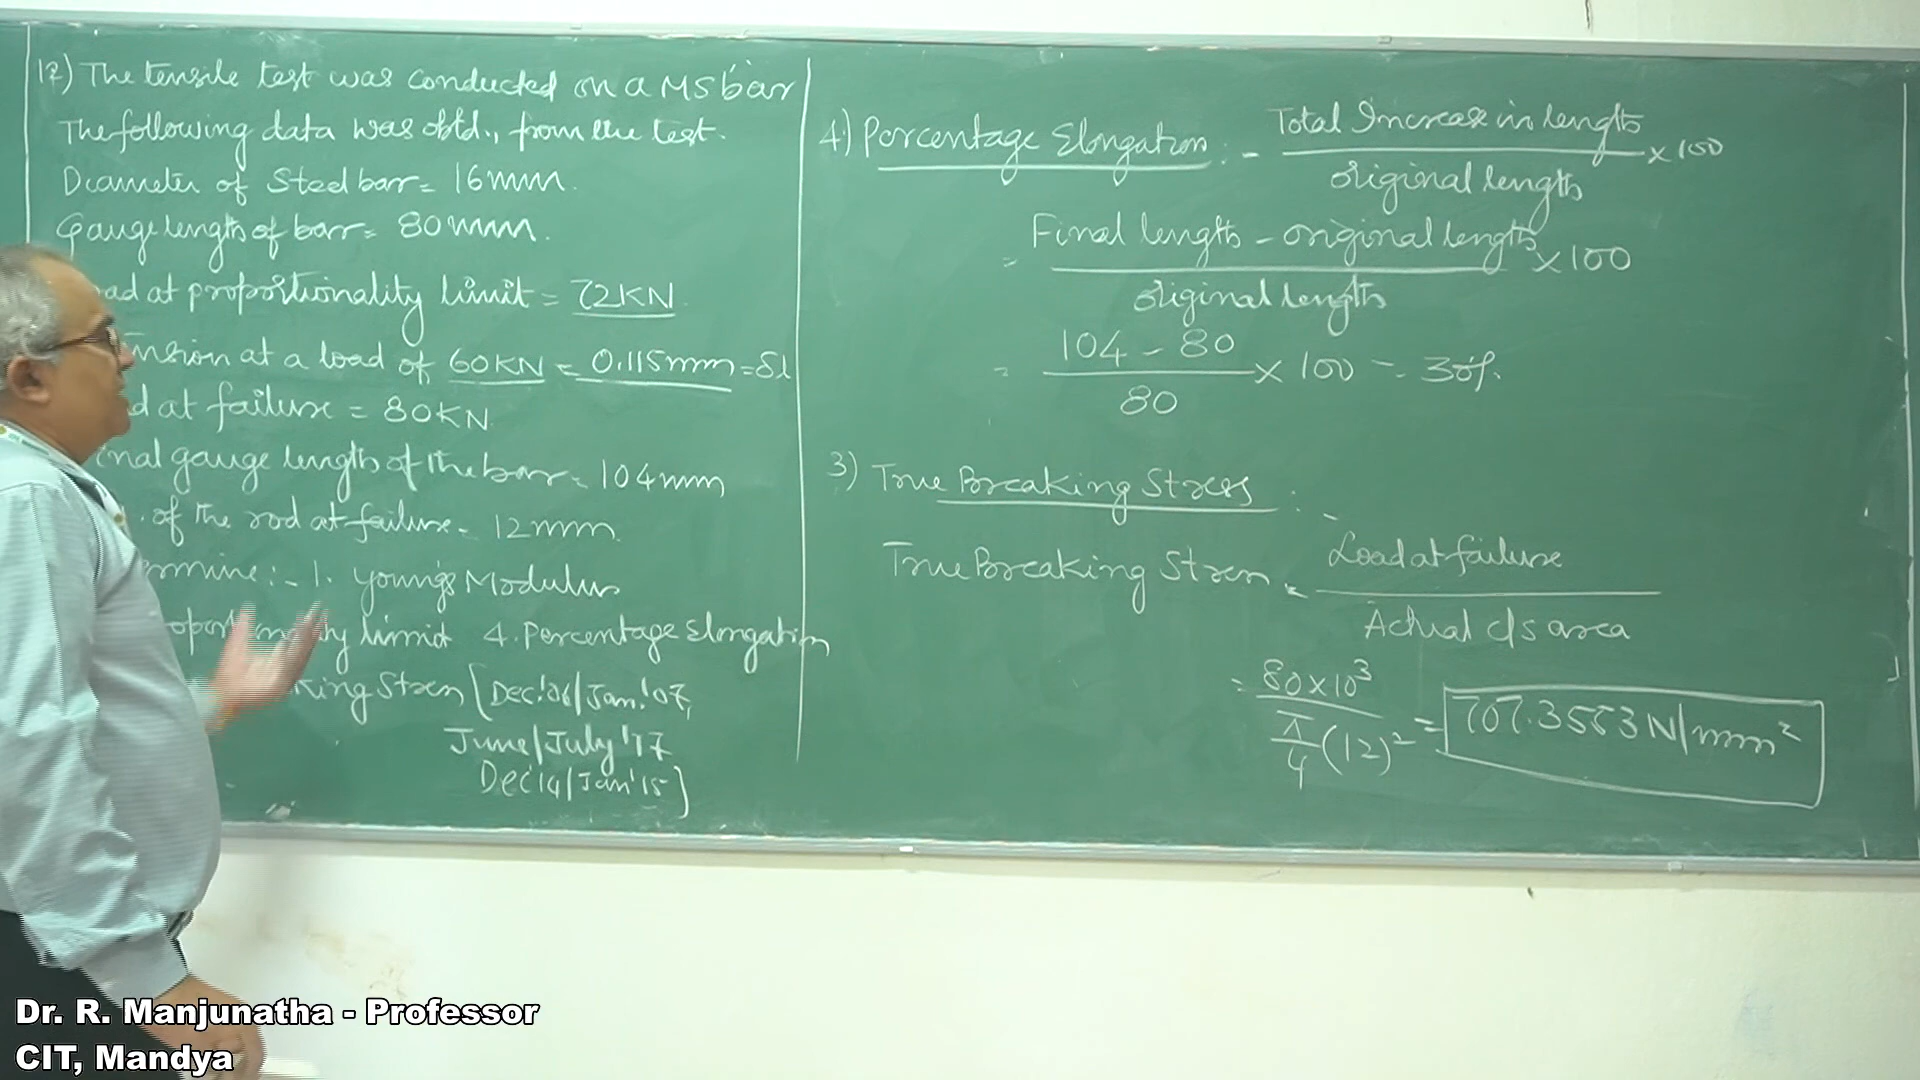 17) The tensile test was conducted on a MS bar
The following data was obtd., from the test.
Diameter of Steel bar = 16mm.
Gauge length of bar = 80mm.
ad at proportionality limit = 72KN
nsion at a load of 60KN = 0.115mm = δl
d at failure = 80KN
nal gauge length of the bar = 104mm
. of the rod at failure = 12mm.
rmine :- 1. Young's Modulus
limit 4. Percentage Elongation
king Stress [Dec.'06/Jan.'07,
June/July'17
Dec'14/Jan'15]
4) Percentage Elongation :- Total Increase in length / original length × 100
= Final length - original length / original length × 100
= 104 - 80 / 80 × 100 = 30%.
3) True Breaking Stress :-
True Breaking Stress = Load at failure / Actual c/s area
= 80×10³ / π/4 (12)² = 707.3553 N/mm²
Dr. R. Manjunatha - Professor
CIT, Mandya